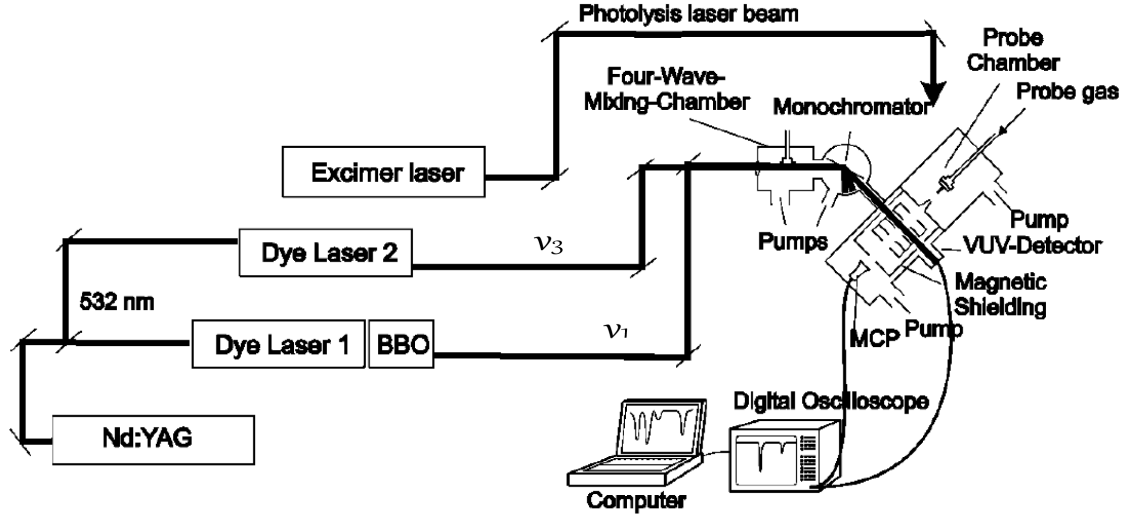 Photolysis laser beam
Probe
Chamber
Four-Wave-
Mixing-Chamber
Monochromator
Probe gas
Excimer laser
Pump
Pumps
VUV-Detector
Dye Laser 2
ν3
Magnetic
Shielding
532 nm
ν1
Pump
MCP
Dye Laser 1
BBO
Digital Oscilloscope
Nd:YAG
Computer